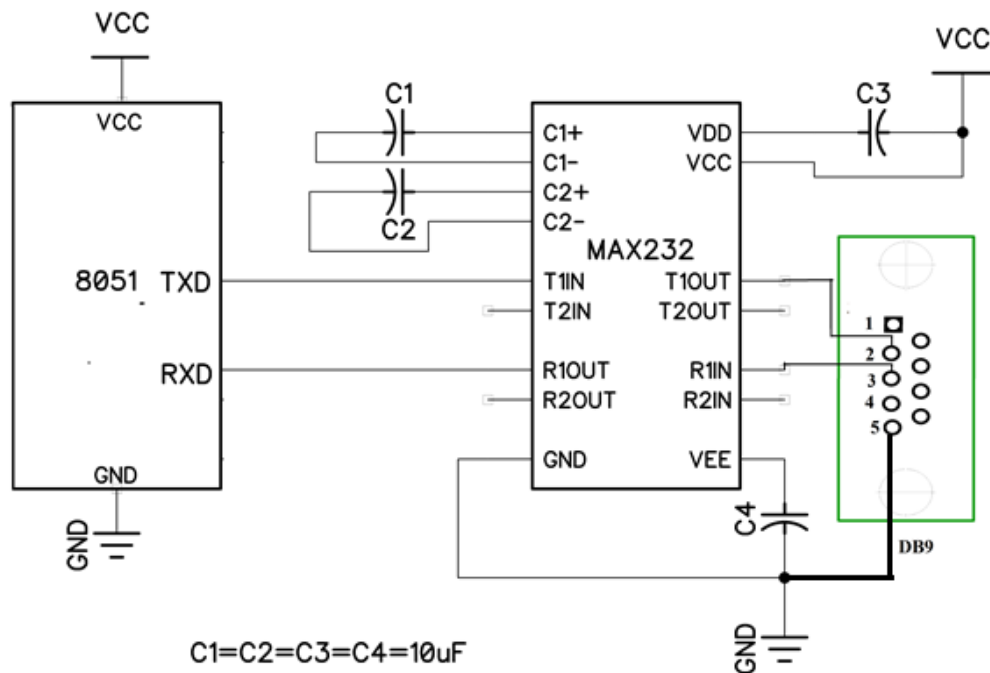 VCC
VCC
8051
TXD
RXD
GND
GND
C1
C2
C1+
C1-
C2+
C2-
MAX232
T1IN
T2IN
R1OUT
R2OUT
GND
VDD
VCC
T1OUT
T2OUT
R1IN
R2IN
VEE
C3
VCC
C4
GND
1
2
3
4
5
DB9
C1=C2=C3=C4=10uF